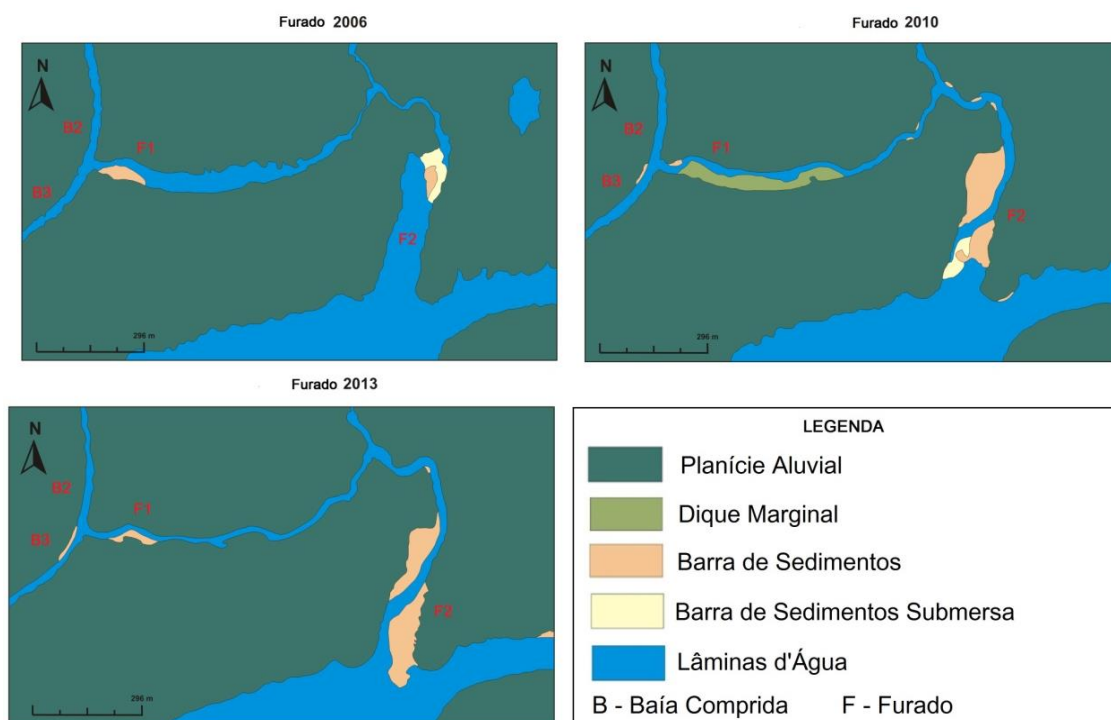 Furado 2006
N
B2
F1
B3
F2
296 m
Furado 2010
N
B2
F1
B3
F2
296 m
Furado 2013
N
B2
F1
B3
F2
296 m
LEGENDA
Planície Aluvial
Dique Marginal
Barra de Sedimentos
Barra de Sedimentos Submersa
Lâminas d'Água
B - Baía Comprida F - Furado